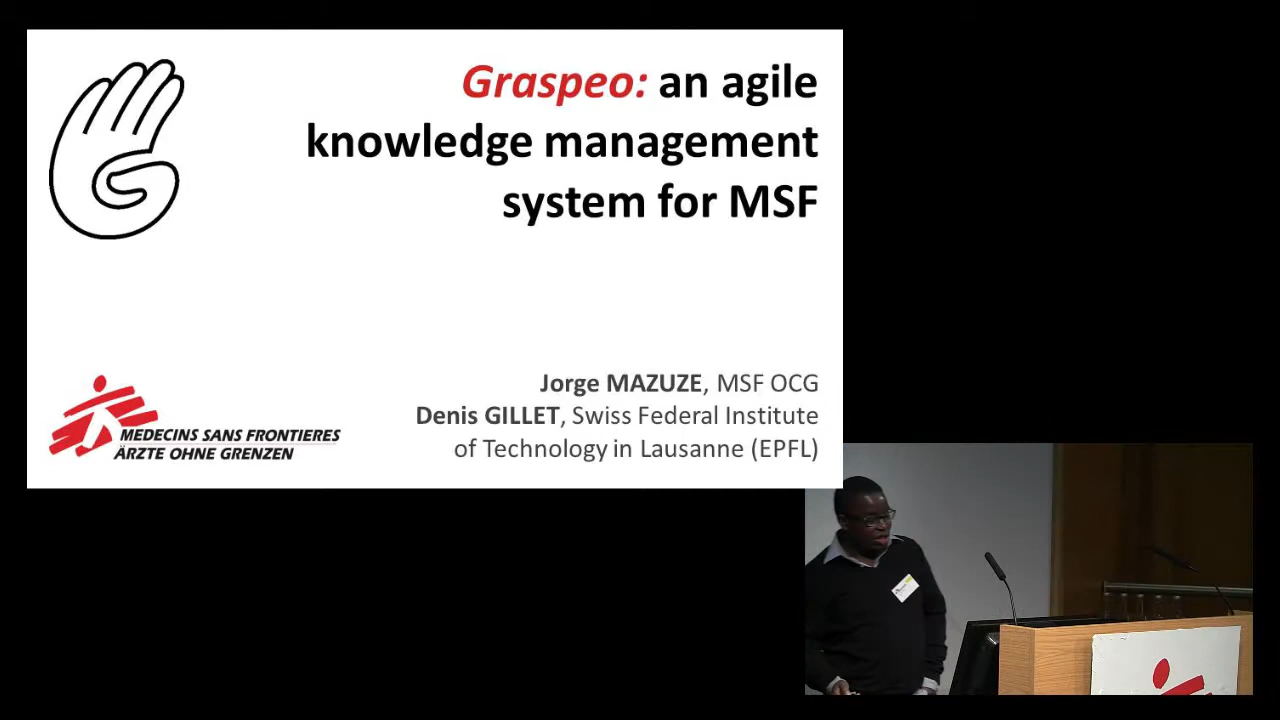 Graspeo: an agile
knowledge management
system for MSF
Jorge MAZUZE, MSF OCG
Denis GILLET, Swiss Federal Institute
of Technology in Lausanne (EPFL)
MEDECINS SANS FRONTIERES
ÄRZTE OHNE GRENZEN